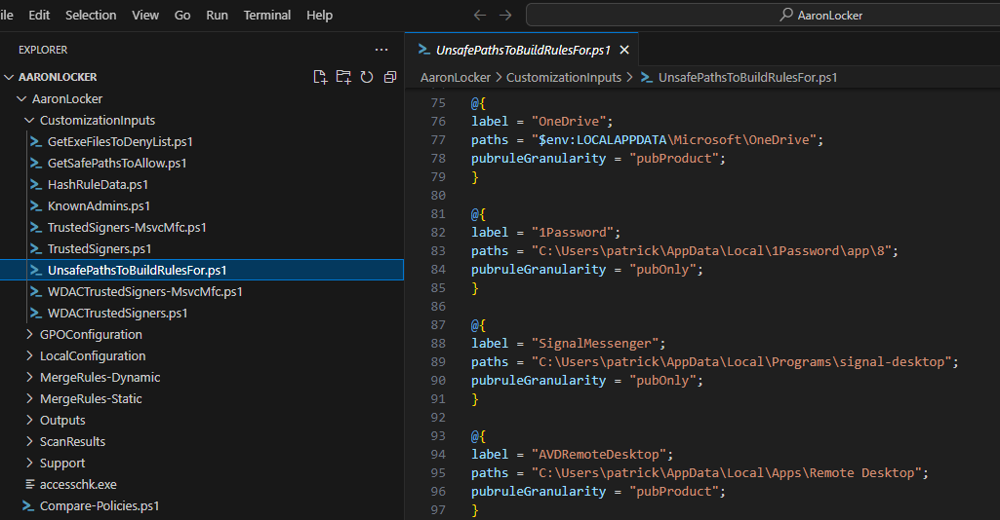 ile Edit Selection View Go Run Terminal Help AaronLocker
EXPLORER
AARONLOCKER
AaronLocker
CustomizationInputs
GetExeFilesToDenyList.ps1
GetSafePathsToAllow.ps1
HashRuleData.ps1
KnownAdmins.ps1
TrustedSigners-MsvcMfc.ps1
TrustedSigners.ps1
UnsafePathsToBuildRulesFor.ps1
WDACTrustedSigners-MsvcMfc.ps1
WDACTrustedSigners.ps1
GPOConfiguration
LocalConfiguration
MergeRules-Dynamic
MergeRules-Static
Outputs
ScanResults
Support
accesschk.exe
Compare-Policies.ps1
UnsafePathsToBuildRulesFor.ps1
AaronLocker > CustomizationInputs > UnsafePathsToBuildRulesFor.ps1
75 @{
76 label = "OneDrive";
77 paths = "$env:LOCALAPPDATA\Microsoft\OneDrive";
78 pubruleGranularity = "pubProduct";
79 }
80
81 @{
82 label = "1Password";
83 paths = "C:\Users\patrick\AppData\Local\1Password\app\8";
84 pubruleGranularity = "pubOnly";
85 }
86
87 @{
88 label = "SignalMessenger";
89 paths = "C:\Users\patrick\AppData\Local\Programs\signal-desktop";
90 pubruleGranularity = "pubOnly";
91 }
92
93 @{
94 label = "AVDRemoteDesktop";
95 paths = "C:\Users\patrick\AppData\Local\Apps\Remote Desktop";
96 pubruleGranularity = "pubProduct";
97 }